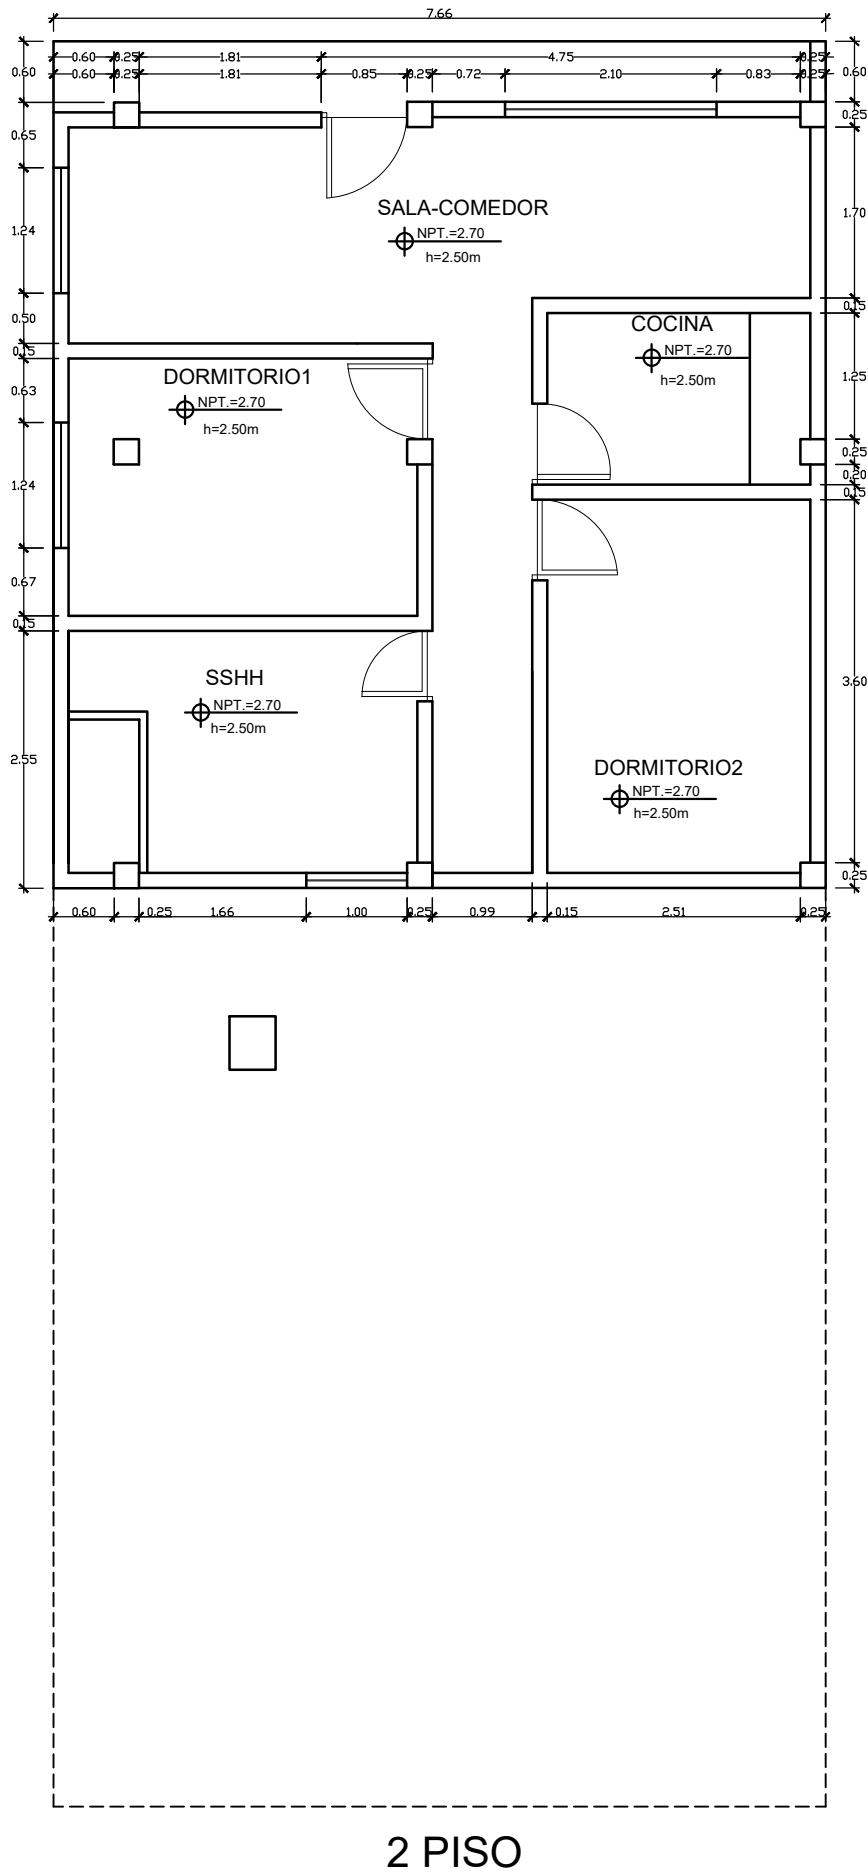 7.66
0.60 0.25 1.81 4.75 0.25
0.60 0.25 1.81 0.85 0.25 0.72 2.10 0.83 0.25
0.60
0.65
1.24
0.50
0.15
0.63
1.24
0.67
0.15
2.55
SALA-COMEDOR
NPT.=2.70
h=2.50m
COCINA
NPT.=2.70
h=2.50m
DORMITORIO1
NPT.=2.70
h=2.50m
SSHH
NPT.=2.70
h=2.50m
DORMITORIO2
NPT.=2.70
h=2.50m
0.60
0.25
1.70
0.15
1.25
0.25
0.20
0.15
3.60
0.25
0.60 0.25 1.66 1.00 0.25 0.99 0.15 2.51 0.25
2 PISO